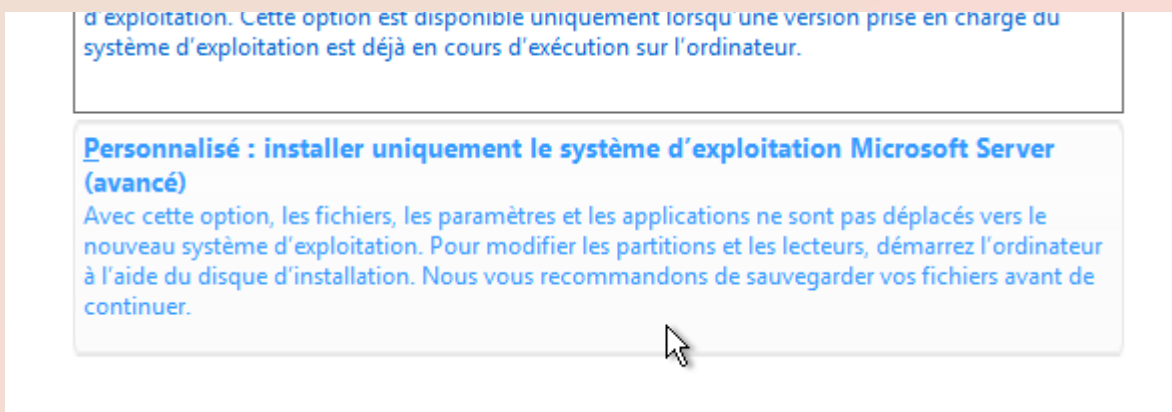 d’exploitation. Cette option est disponible uniquement lorsqu’une version prise en charge du
système d’exploitation est déjà en cours d’exécution sur l’ordinateur.
Personnalisé : installer uniquement le système d’exploitation Microsoft Server
(avancé)
Avec cette option, les fichiers, les paramètres et les applications ne sont pas déplacés vers le
nouveau système d’exploitation. Pour modifier les partitions et les lecteurs, démarrez l’ordinateur
à l’aide du disque d’installation. Nous vous recommandons de sauvegarder vos fichiers avant de
continuer.